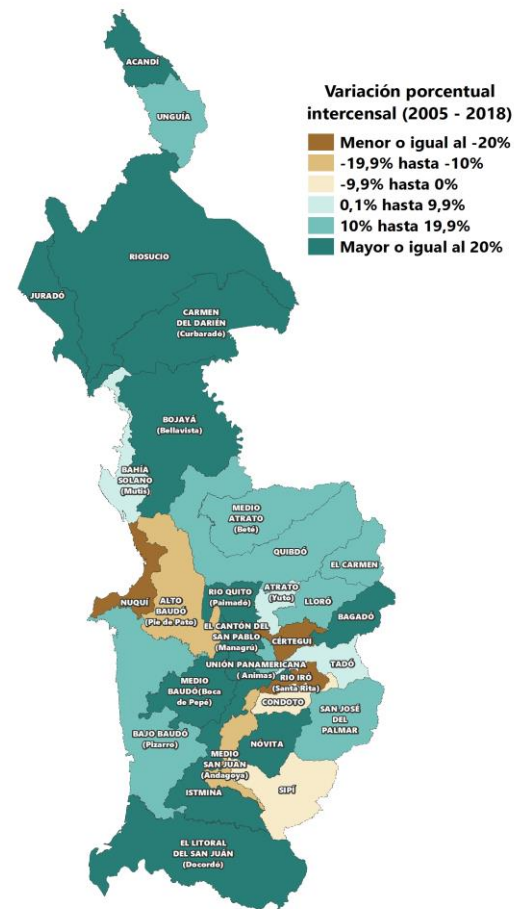 Variación porcentual
intercensal (2005 - 2018)
Menor o igual al -20%
-19,9% hasta -10%
-9,9% hasta 0%
0,1% hasta 9,9%
10% hasta 19,9%
Mayor o igual al 20%
ACANDÍ
UNGUÍA
RIOSUCIO
JURADÓ
CARMEN
DEL DARIÉN
(Curbaradó)
BOJAYÁ
(Bellavista)
BAHÍA
SOLANO
(Mutis)
MEDIO
ATRATO
(Beté)
QUIBDÓ
EL CARMEN
NUQUÍ
ALTO
BAUDÓ
(Pie de Pato)
RIO QUITO
(Paimadó)
ATRATO
(Yuto)
LLORÓ
BAGADÓ
EL CANTÓN DEL
SAN PABLO
(Managrú)
CÉRTEGUI
UNIÓN PANAMERICANA
(Animas)
TADÓ
RIO IRÓ
(Santa Rita)
MEDIO
BAUDÓ(Boca
de Pepé)
CONDOTO
SAN JOSÉ
DEL
PALMAR
BAJO BAUDÓ
(Pizarro)
MEDIO
SAN JUAN
(Andagoya)
NÓVITA
ISTMINA
SIPÍ
EL LITORAL
DEL SAN JUAN
(Docordó)